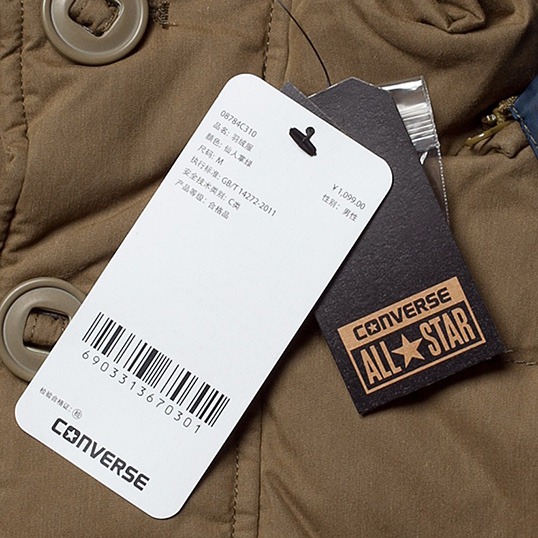 08784C310
品名: 羽绒服
颜色: 仙人掌绿
尺码: M
执行标准: GB/T 14272-2011
安全技术类别: C类
产品等级: 合格品
¥1,099.00
性别: 男性
6903313670301
检验合格证: 检
CONVERSE
CONVERSE
ALL STAR